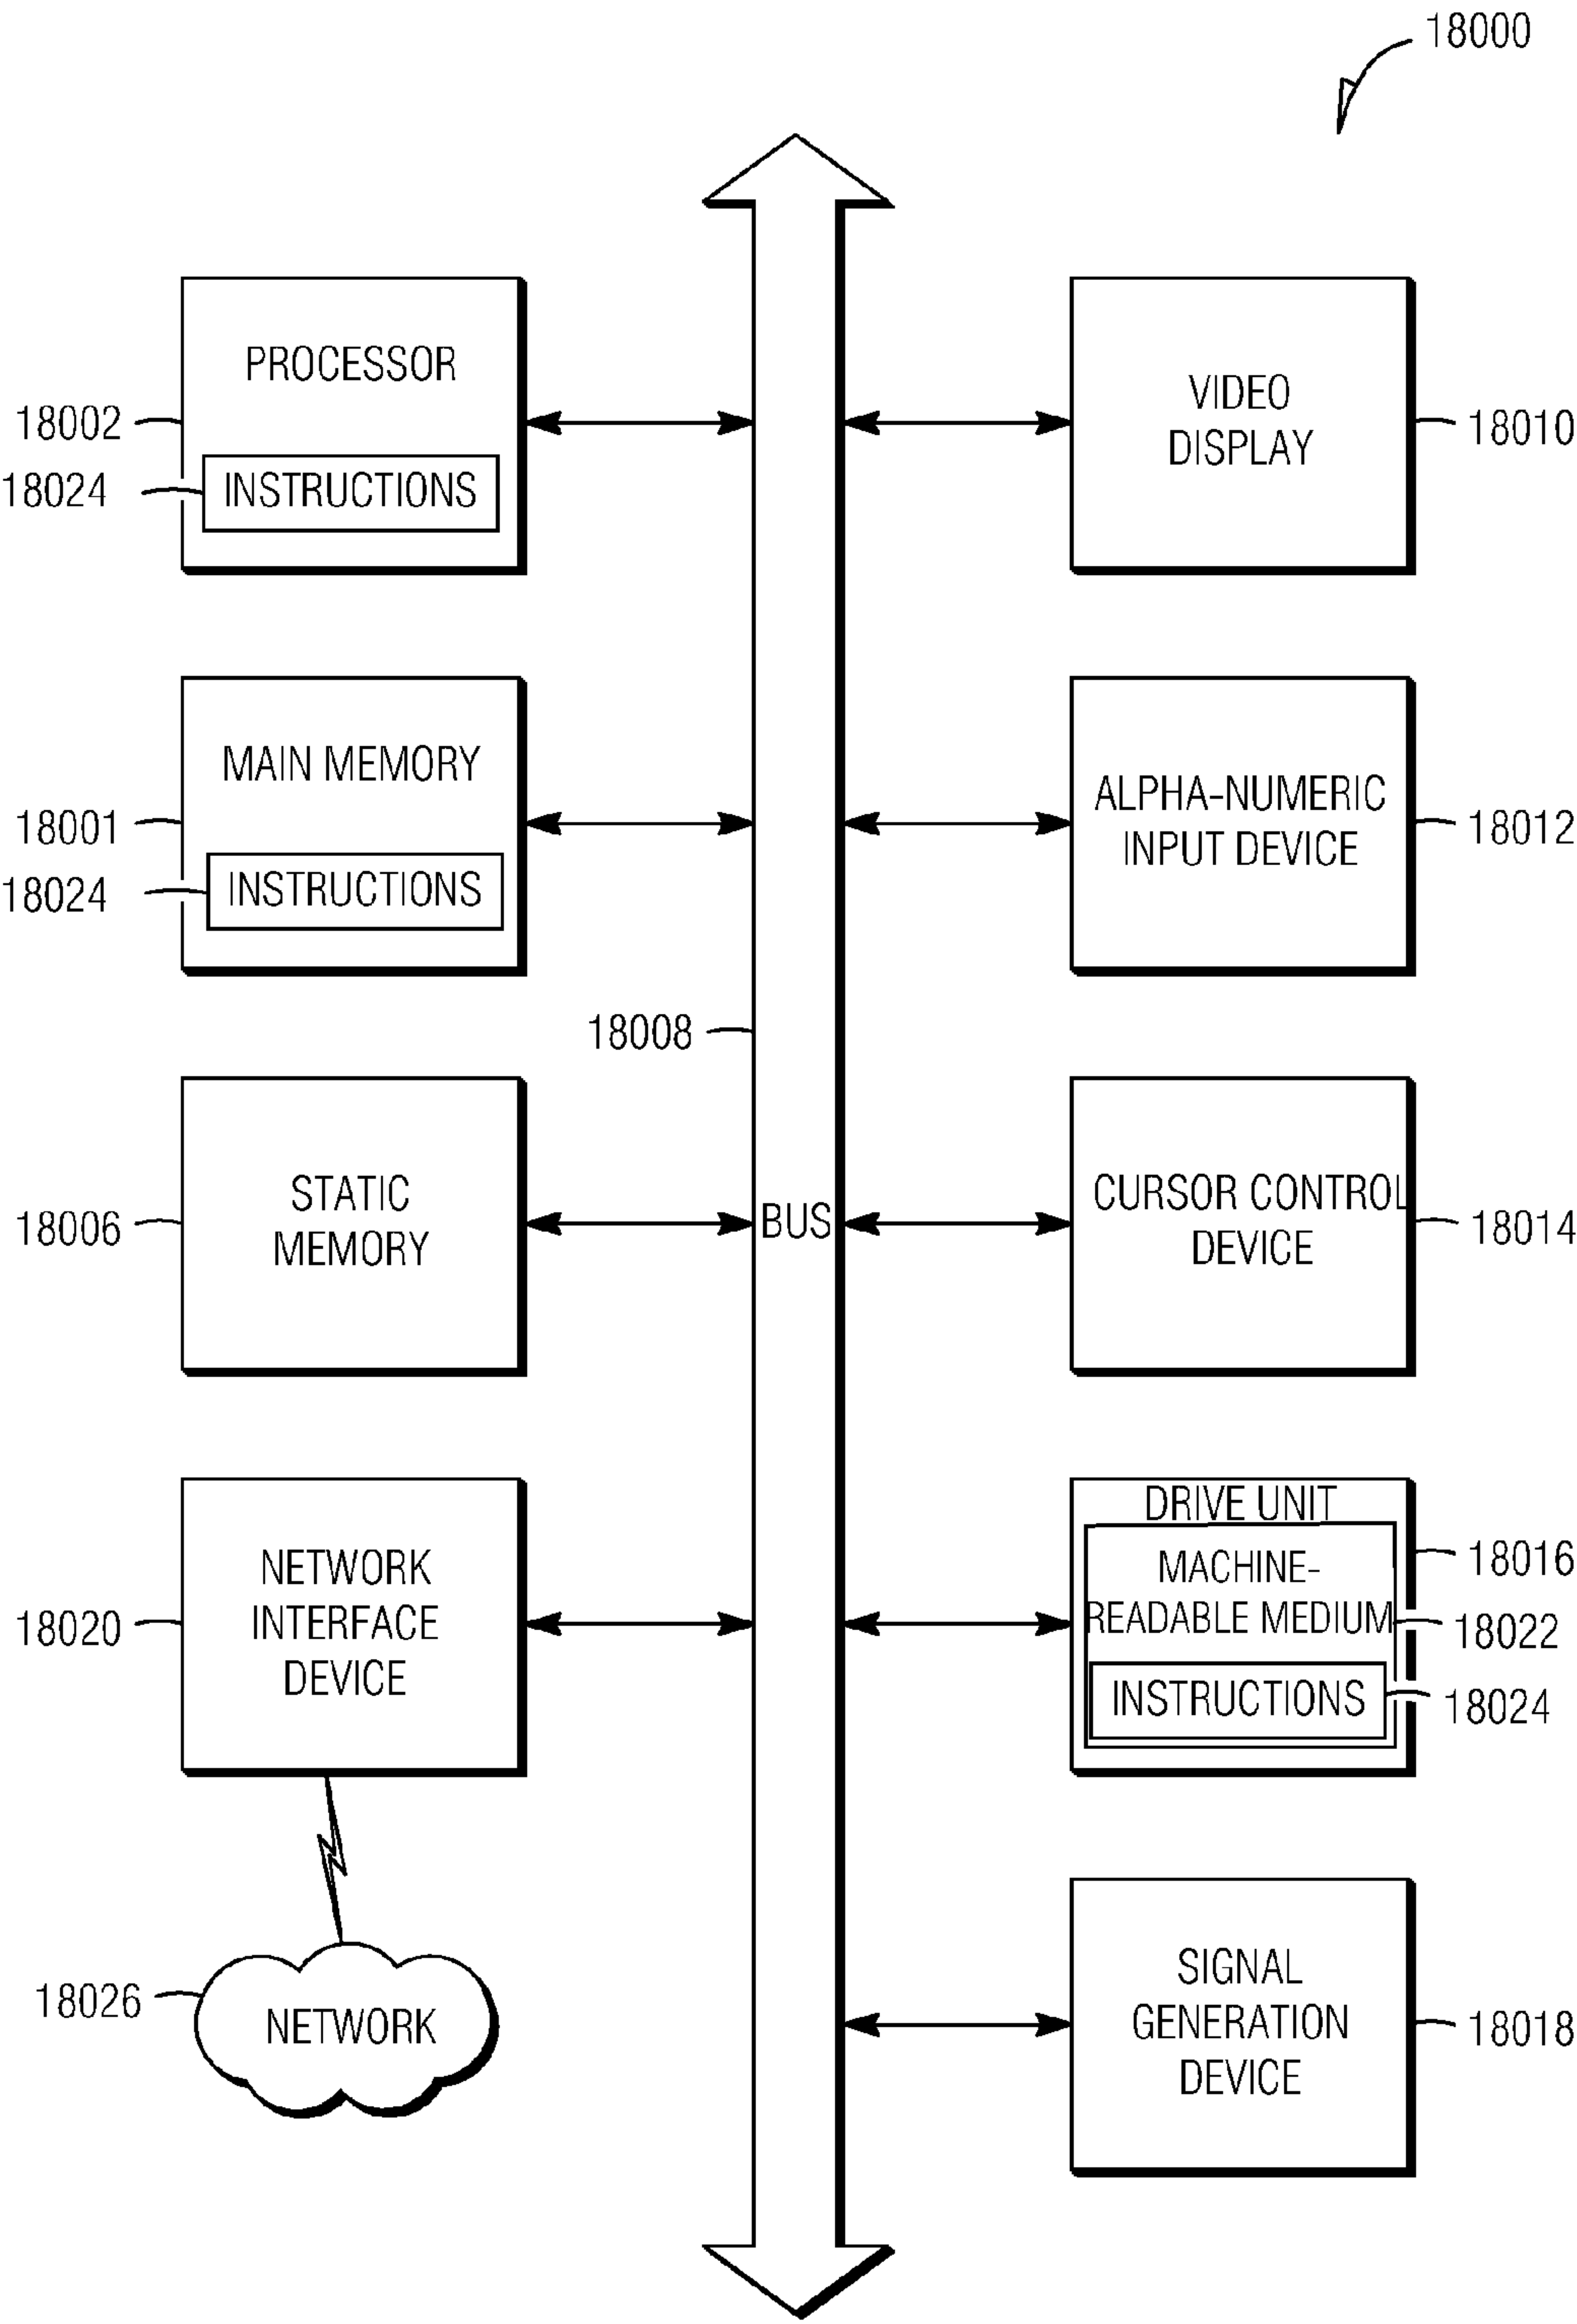 18000
PROCESSOR
18002
18024
INSTRUCTIONS
VIDEO
DISPLAY
18010
MAIN MEMORY
18001
18024
INSTRUCTIONS
ALPHA-NUMERIC
INPUT DEVICE
18012
18008
BUS
STATIC
MEMORY
18006
CURSOR CONTROL
DEVICE
18014
NETWORK
INTERFACE
DEVICE
18020
DRIVE UNIT
18016
MACHINE-
READABLE MEDIUM
18022
INSTRUCTIONS
18024
18026
NETWORK
SIGNAL
GENERATION
DEVICE
18018